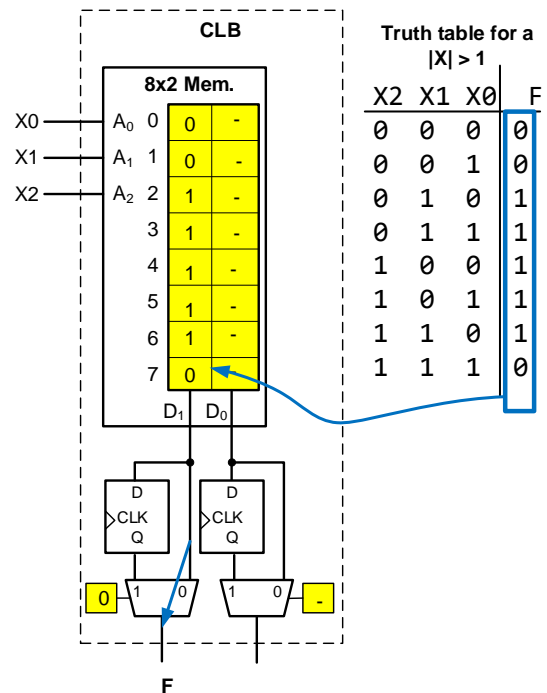 CLB
8x2 Mem.
X0 A0 0 0 -
X1 A1 1 0 -
X2 A2 2 1 -
3 1 -
4 1 -
5 1 -
6 1 -
7 0
D1 D0
D D
CLK CLK
Q Q
0 1 0 1 0 -
F
Truth table for a
|X| > 1
X2 X1 X0 F
0 0 0 0
0 0 1 0
0 1 0 1
0 1 1 1
1 0 0 1
1 0 1 1
1 1 0 1
1 1 1 0